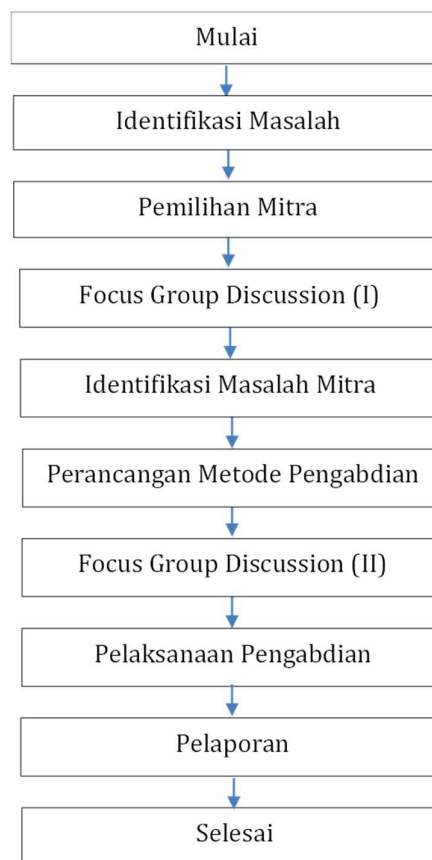 Mulai
Identifikasi Masalah
Pemilihan Mitra
Focus Group Discussion (I)
Identifikasi Masalah Mitra
Perancangan Metode Pengabdian
Focus Group Discussion (II)
Pelaksanaan Pengabdian
Pelaporan
Selesai